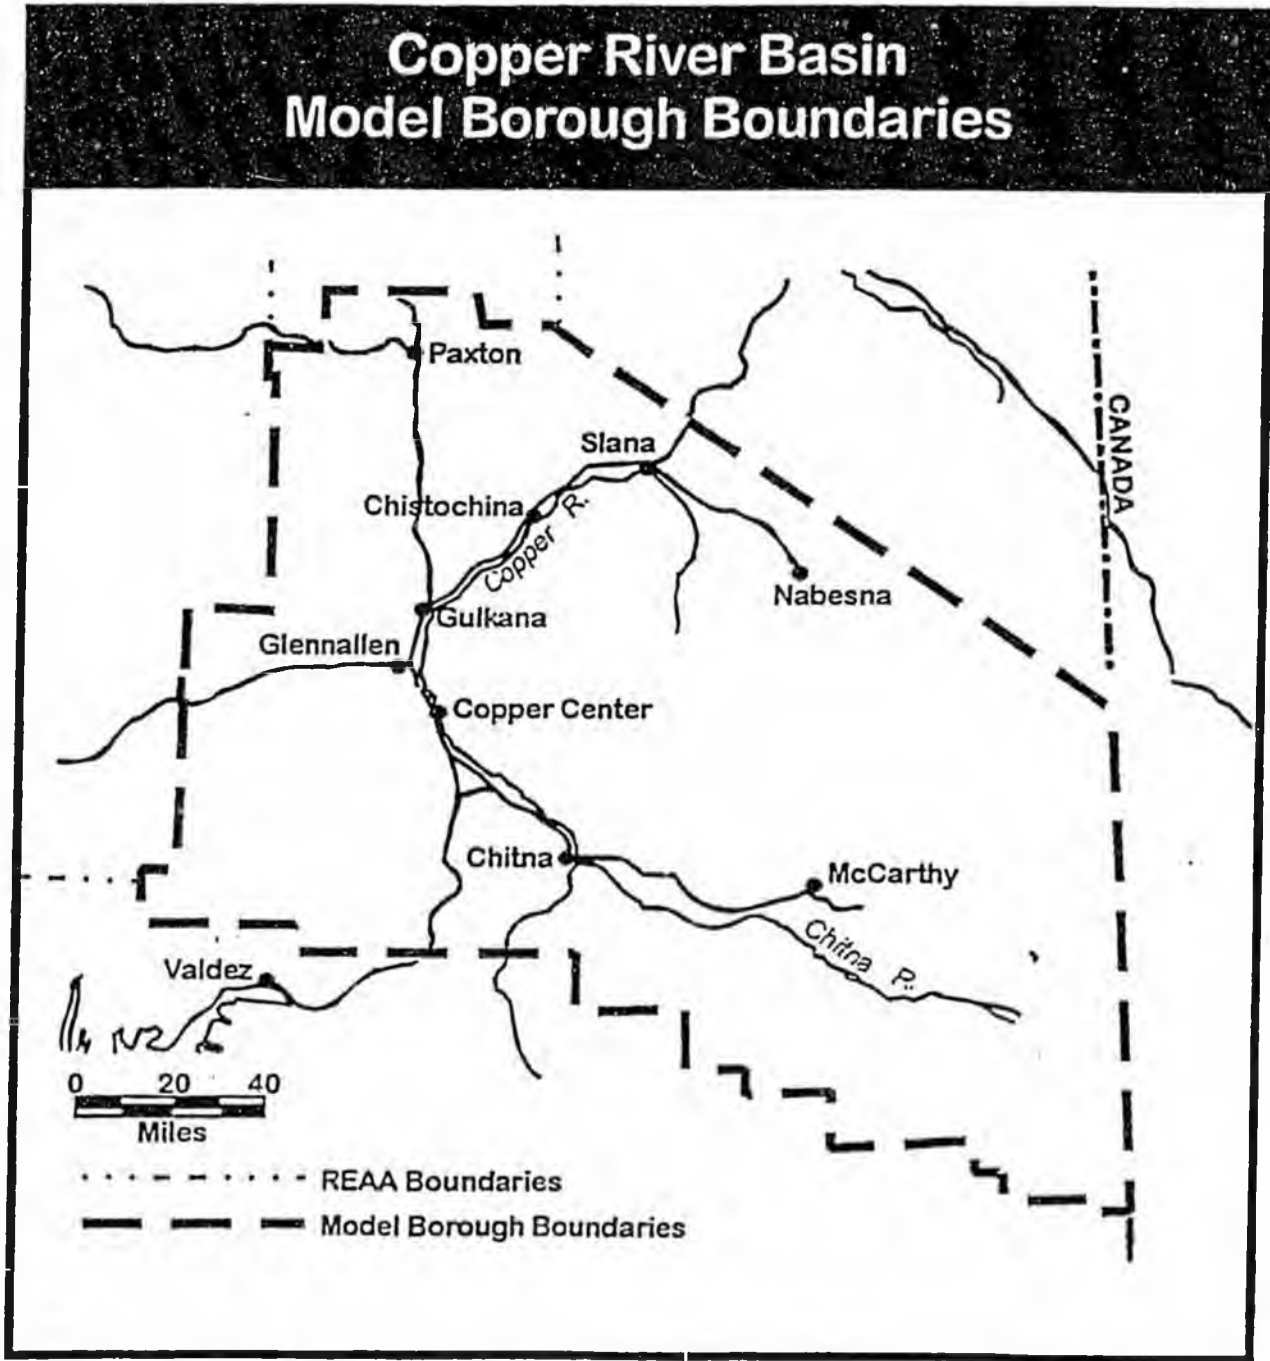 Copper River Basin
Model Borough Boundaries
Paxton
CANADA
Slana
Chistochina
Copper R.
Nabesna
Gulkana
Glennallen
Copper Center
Chitna
McCarthy
Chitna R.
Valdez
0 20 40
Miles
REAA Boundaries
Model Borough Boundaries